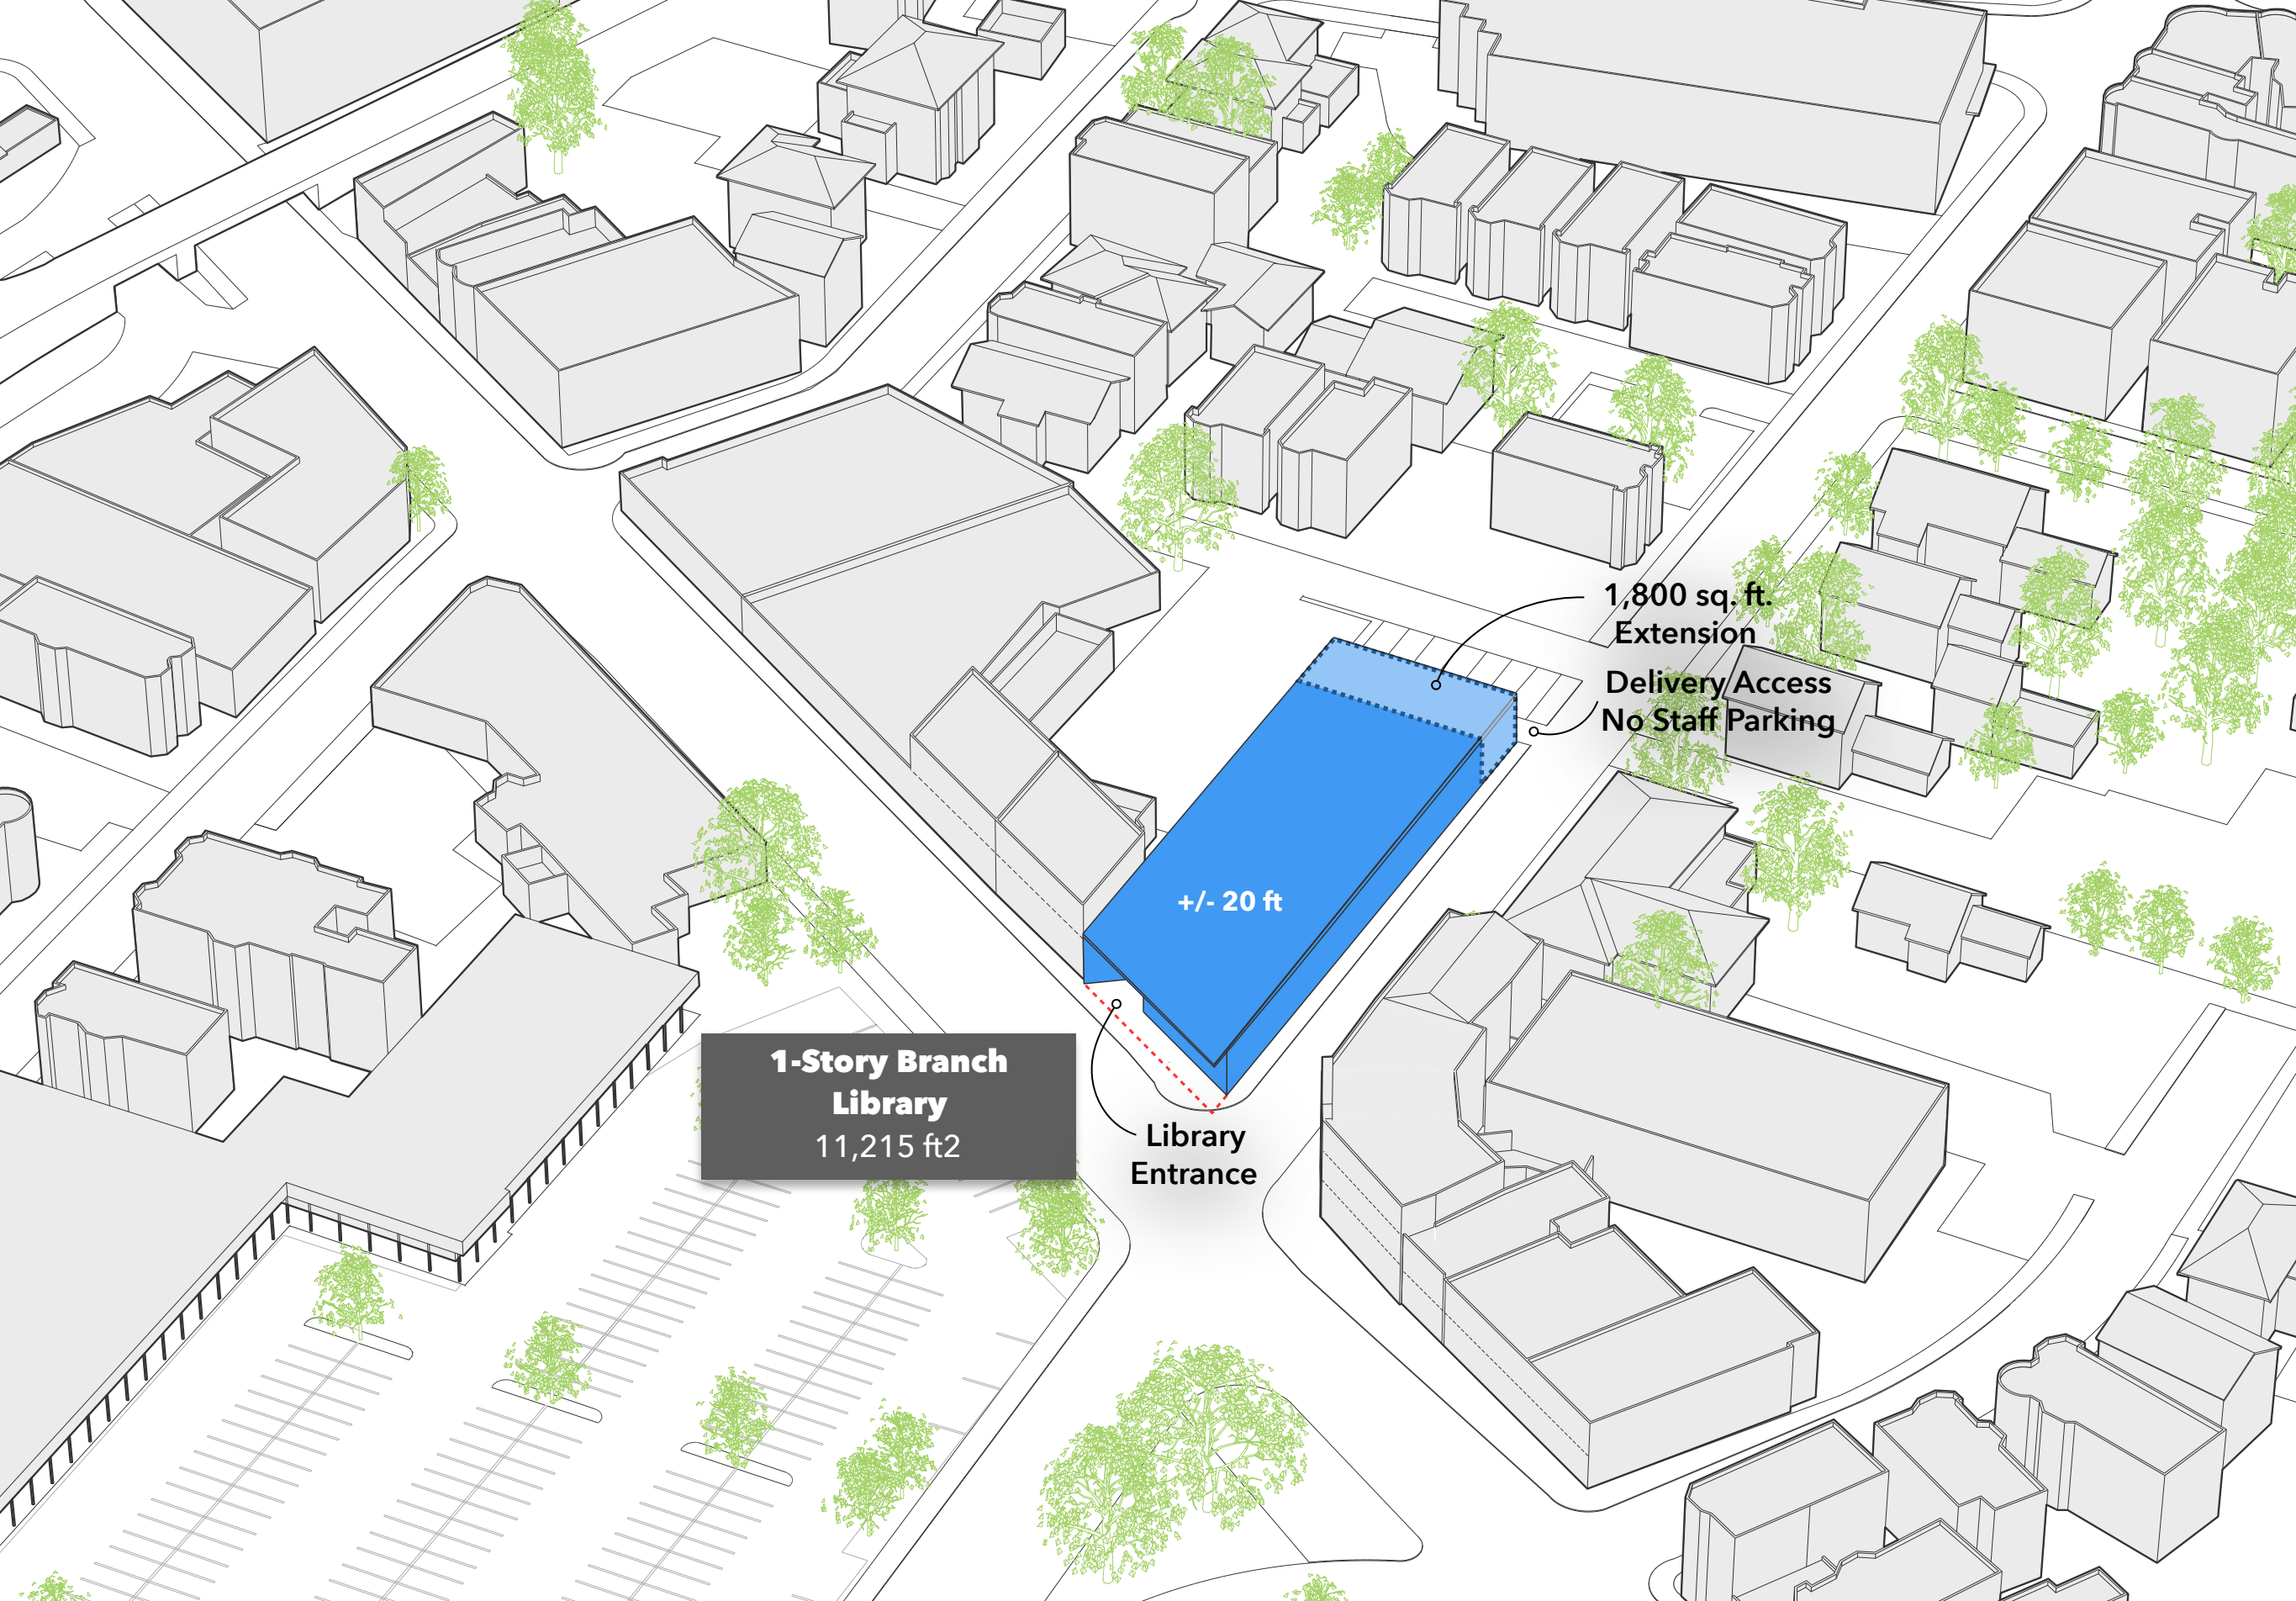 1,800 sq. ft.
Extension
Delivery Access
No Staff Parking
+/- 20 ft
1-Story Branch
Library
11,215 ft2
Library
Entrance